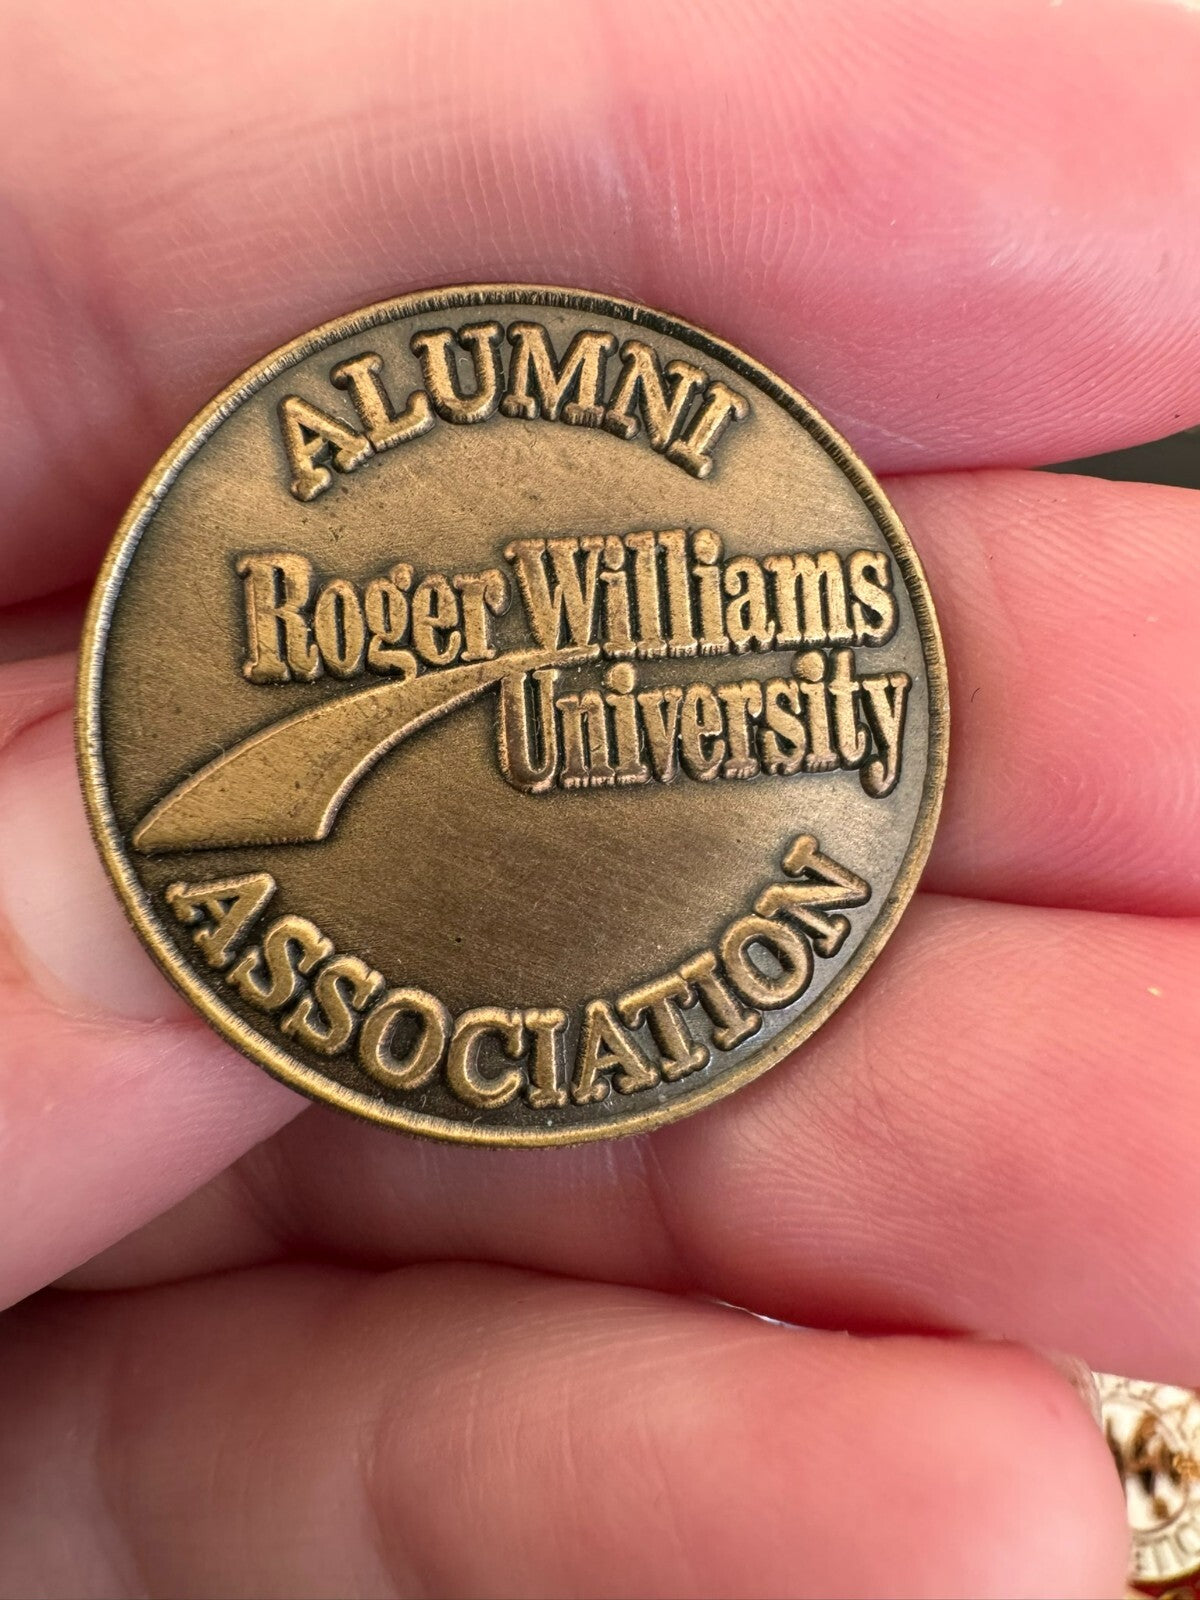 ALUMNI
Roger Williams
University
ASSOCIATION